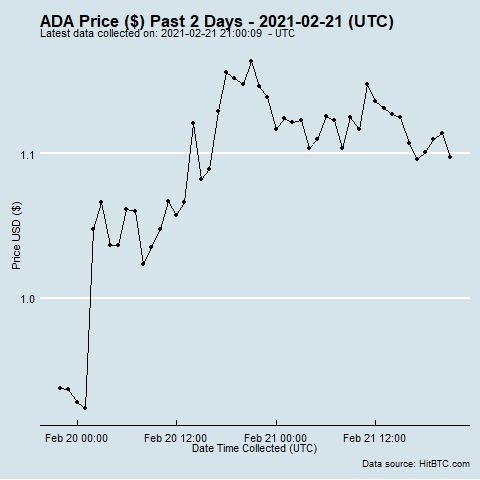 ADA Price ($) Past 2 Days - 2021-02-21 (UTC)
Latest data collected on: 2021-02-21 21:00:09 - UTC
1.1
1.0
Price USD ($)
Feb 20 00:00
Feb 20 12:00
Feb 21 00:00
Feb 21 12:00
Date Time Collected (UTC)
Data source: HitBTC.com